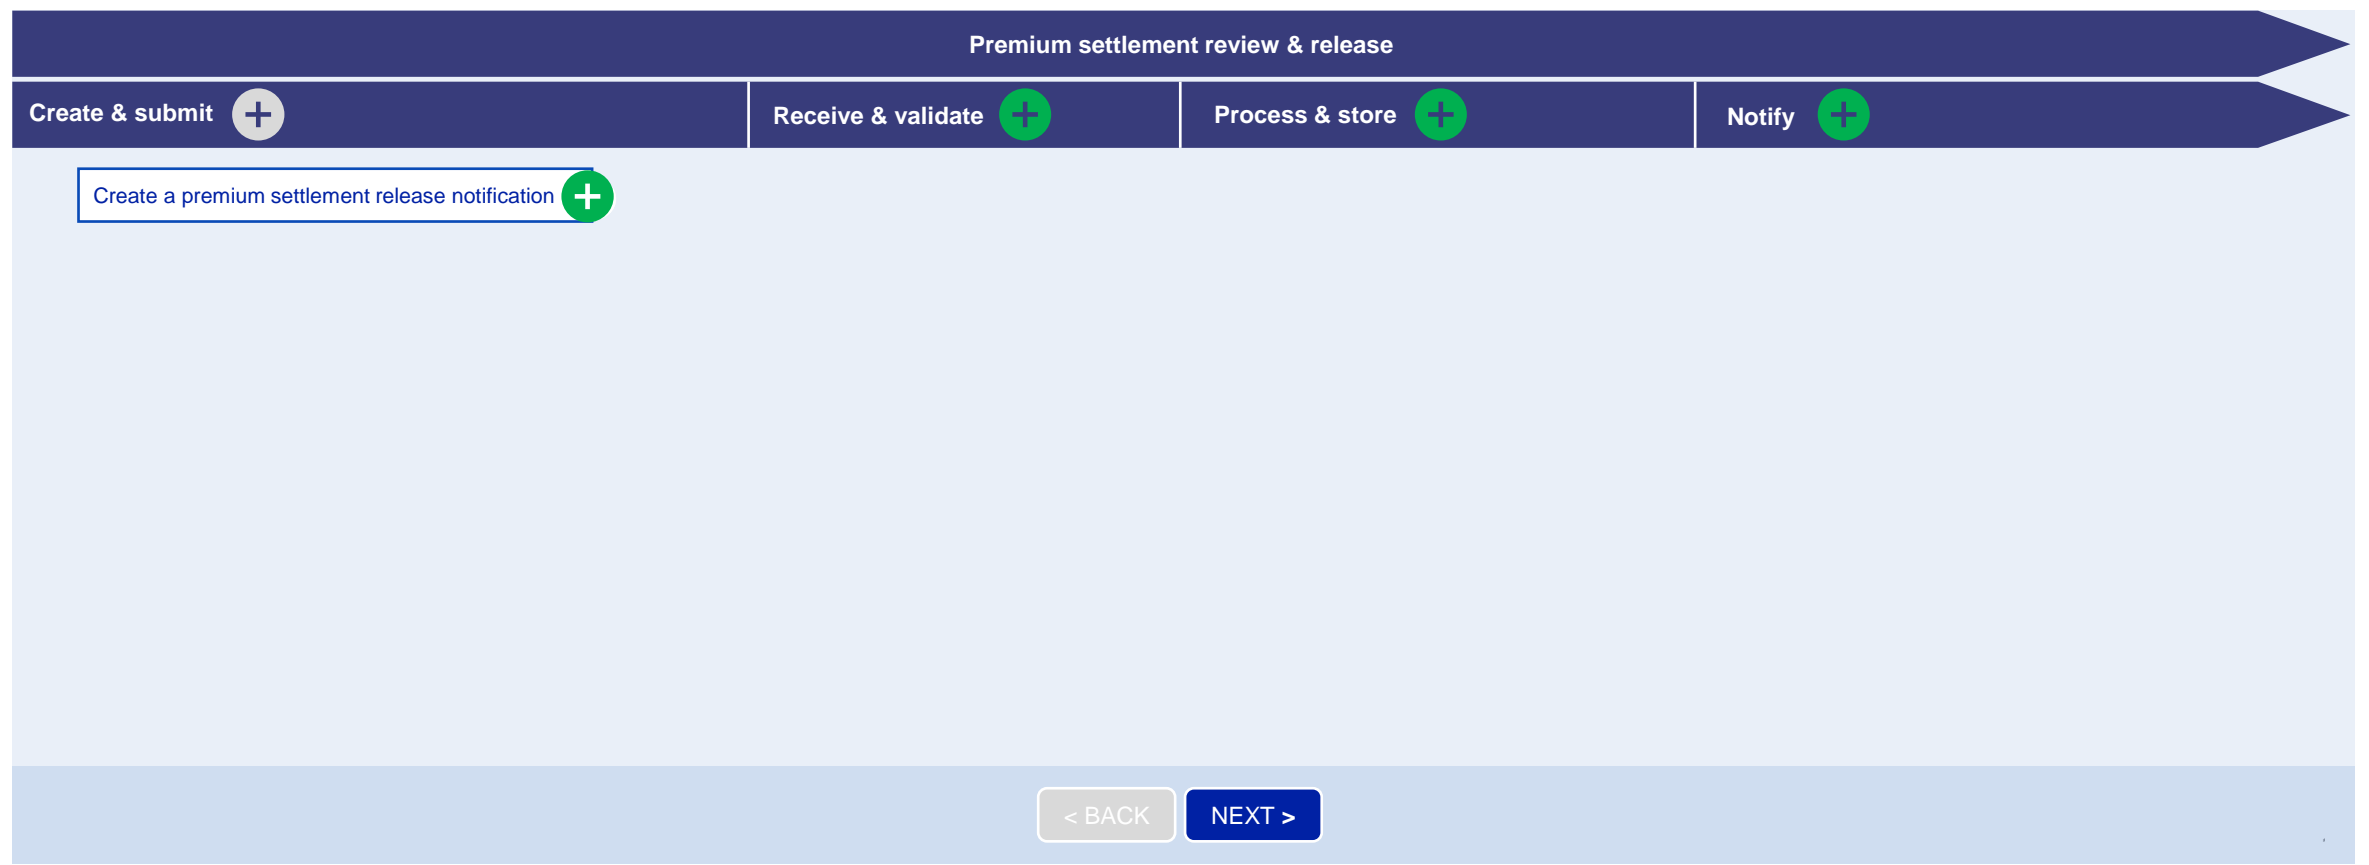 Premium settlement review & release
Create & submit
Receive & validate
Process & store
Notify
Create a premium settlement release notification
< BACK
NEXT >